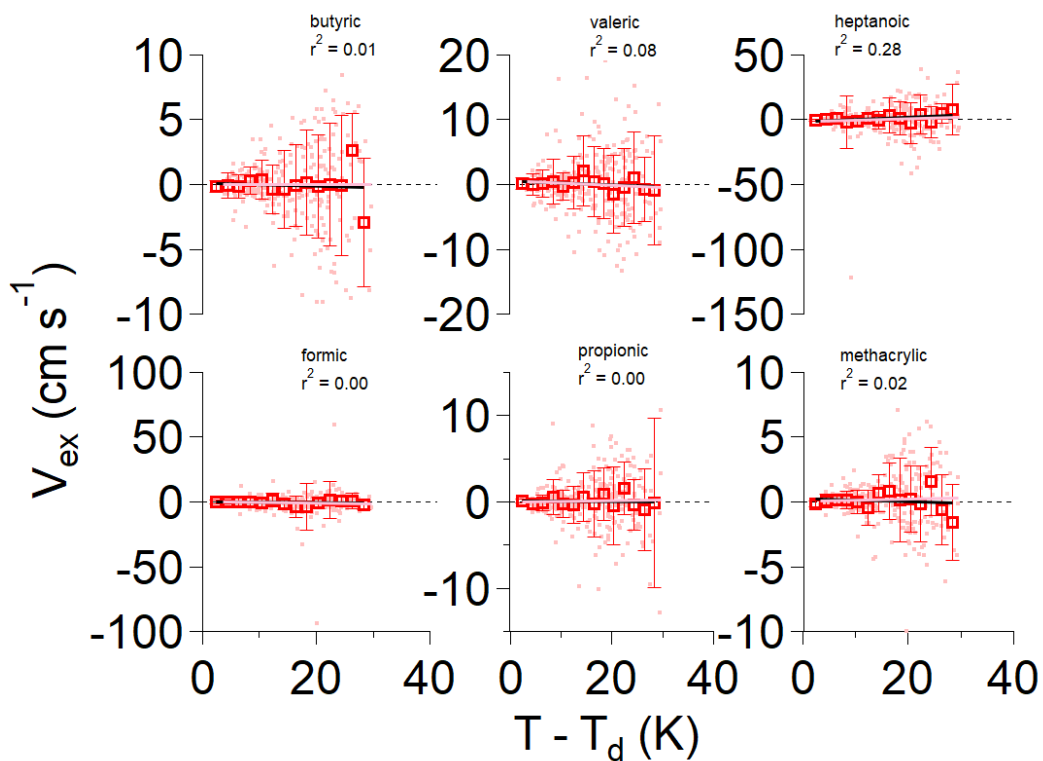 butyric
r² = 0.01
10
5
0
-5
-10
valeric
r² = 0.08
20
10
0
-10
-20
heptanoic
r² = 0.28
50
0
-50
-100
-150
V ex (cm s⁻¹)
formic
r² = 0.00
100
50
0
-50
-100
0 20 40
propionic
r² = 0.00
10
0
-10
0 20 40
methacrylic
r² = 0.02
10
5
0
-5
-10
0 20 40
T - T d (K)